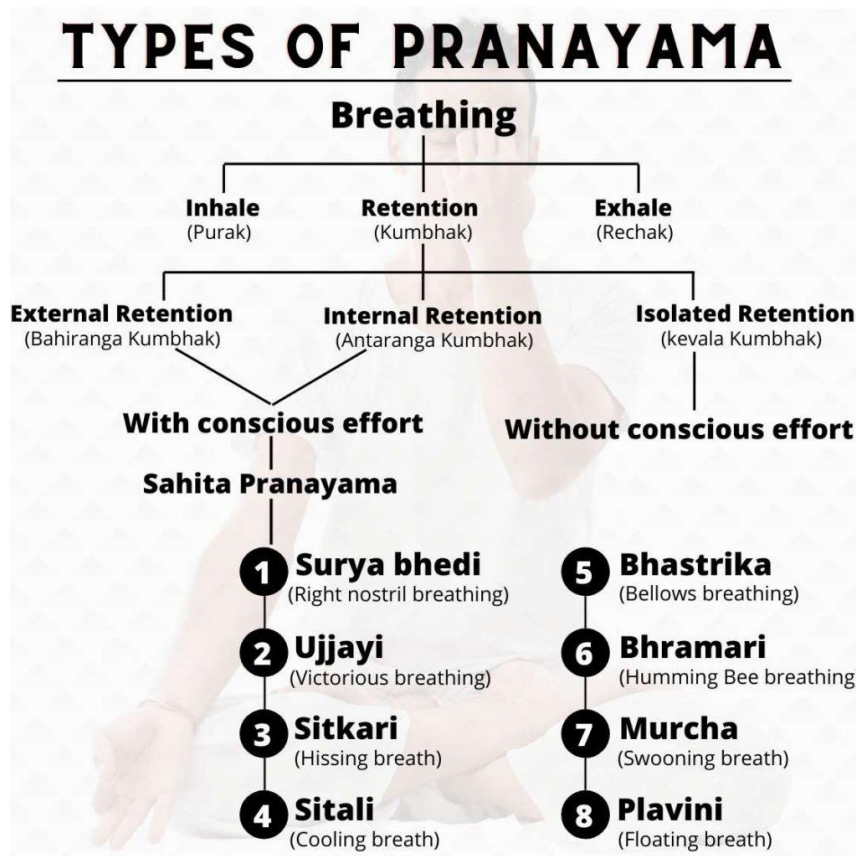 TYPES OF PRANAYAMA
Breathing
Inhale
(Purak)
Retention
(Kumbhak)
Exhale
(Rechak)
External Retention
(Bahiranga Kumbhak)
Internal Retention
(Antaranga Kumbhak)
Isolated Retention
(kevala Kumbhak)
With conscious effort
Without conscious effort
Sahita Pranayama
1 Surya bhedi
(Right nostril breathing)
2 Ujjayi
(Victorious breathing)
3 Sitkari
(Hissing breath)
4 Sitali
(Cooling breath)
5 Bhastrika
(Bellows breathing)
6 Bhramari
(Humming Bee breathing
7 Murcha
(Swooning breath)
8 Plavini
(Floating breath)